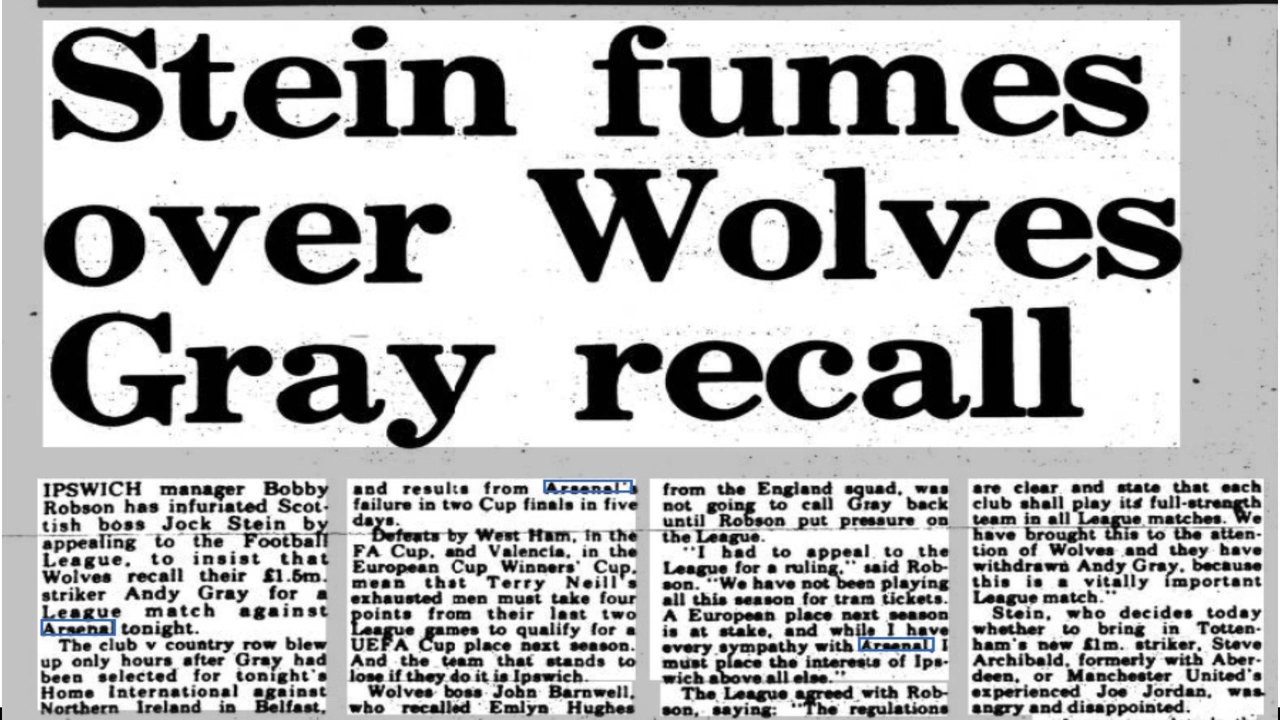 Stein fumes
over Wolves
Gray recall
IPSWICH manager Bobby
Robson has infuriated Scot-
tish boss Jock Stein by
appealing to the Football
League, to insist that
Wolves recall their £1.5m.
striker Andy Gray for a
League match against
Arsenal tonight.
The club v country row blew
up only hours after Gray had
been selected for tonight's
Home International against
Northern Ireland in Belfast,
and results from Arsenal's
failure in two Cup finals in five
days.
Defeats by West Ham, in the
FA Cup, and Valencia, in the
European Cup Winners' Cup,
mean that Terry Neill's
exhausted men must take four
points from their last two
League games to qualify for a
UEFA Cup place next season.
And the team that stands to
lose if they do it is Ipswich.
Wolves boss John Barnwell,
who recalled Emlyn Hughes
from the England squad, was
not going to call Gray back
until Robson put pressure on
the League.
"I had to appeal to the
League for a ruling," said Rob-
son. "We have not been playing
all this season for tram tickets.
A European place next season
is at stake, and while I have
every sympathy with Arsenal I
must place the interests of Ips-
wich above all else."
The League agreed with Rob-
son, saying: "The regulations
are clear and state that each
club shall play its full-strength
team in all League matches. We
have brought this to the atten-
tion of Wolves and they have
withdrawn Andy Gray, because
this is a vitally important
League match."
Stein, who decides today
whether to bring in Totten-
ham's new £1m. striker, Steve
Archibald, formerly with Aber-
deen, or Manchester United's
experienced Joe Jordan, was
angry and disappointed.